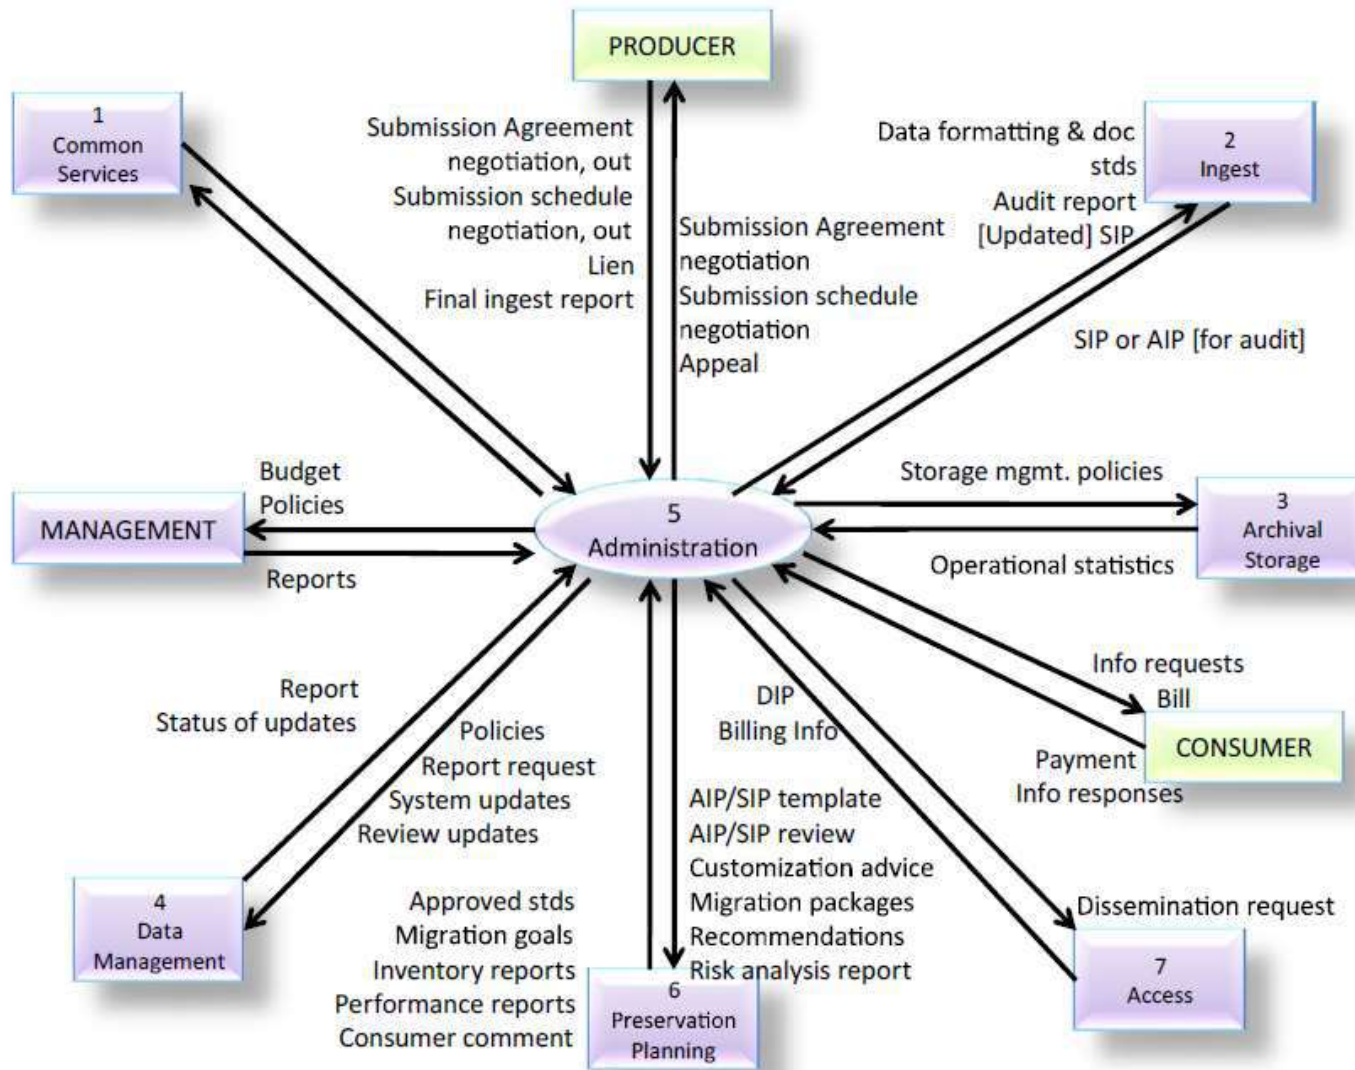 PRODUCER
1
Common
Services
Submission Agreement
negotiation, out
Submission schedule
negotiation, out
Lien
Final ingest report
Submission Agreement
negotiation
Submission schedule
negotiation
Appeal
Data formatting & doc
stds
Audit report
[Updated] SIP
2
Ingest
SIP or AIP [for audit]
Budget
Policies
MANAGEMENT
Reports
5
Administration
Storage mgmt. policies
3
Archival
Storage
Operational statistics
Info requests
Bill
CONSUMER
Payment
Info responses
Report
Status of updates
Policies
Report request
System updates
Review updates
4
Data
Management
DIP
Billing Info
AIP/SIP template
AIP/SIP review
Customization advice
Migration packages
Recommendations
Risk analysis report
Approved stds
Migration goals
Inventory reports
Performance reports
Consumer comment
6
Preservation
Planning
Dissemination request
7
Access